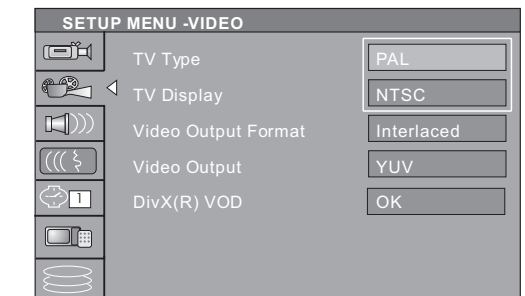 SETUP MENU -VIDEO
TV Type PAL
TV Display NTSC
Video Output Format Interlaced
Video Output YUV
DivX(R) VOD OK
1